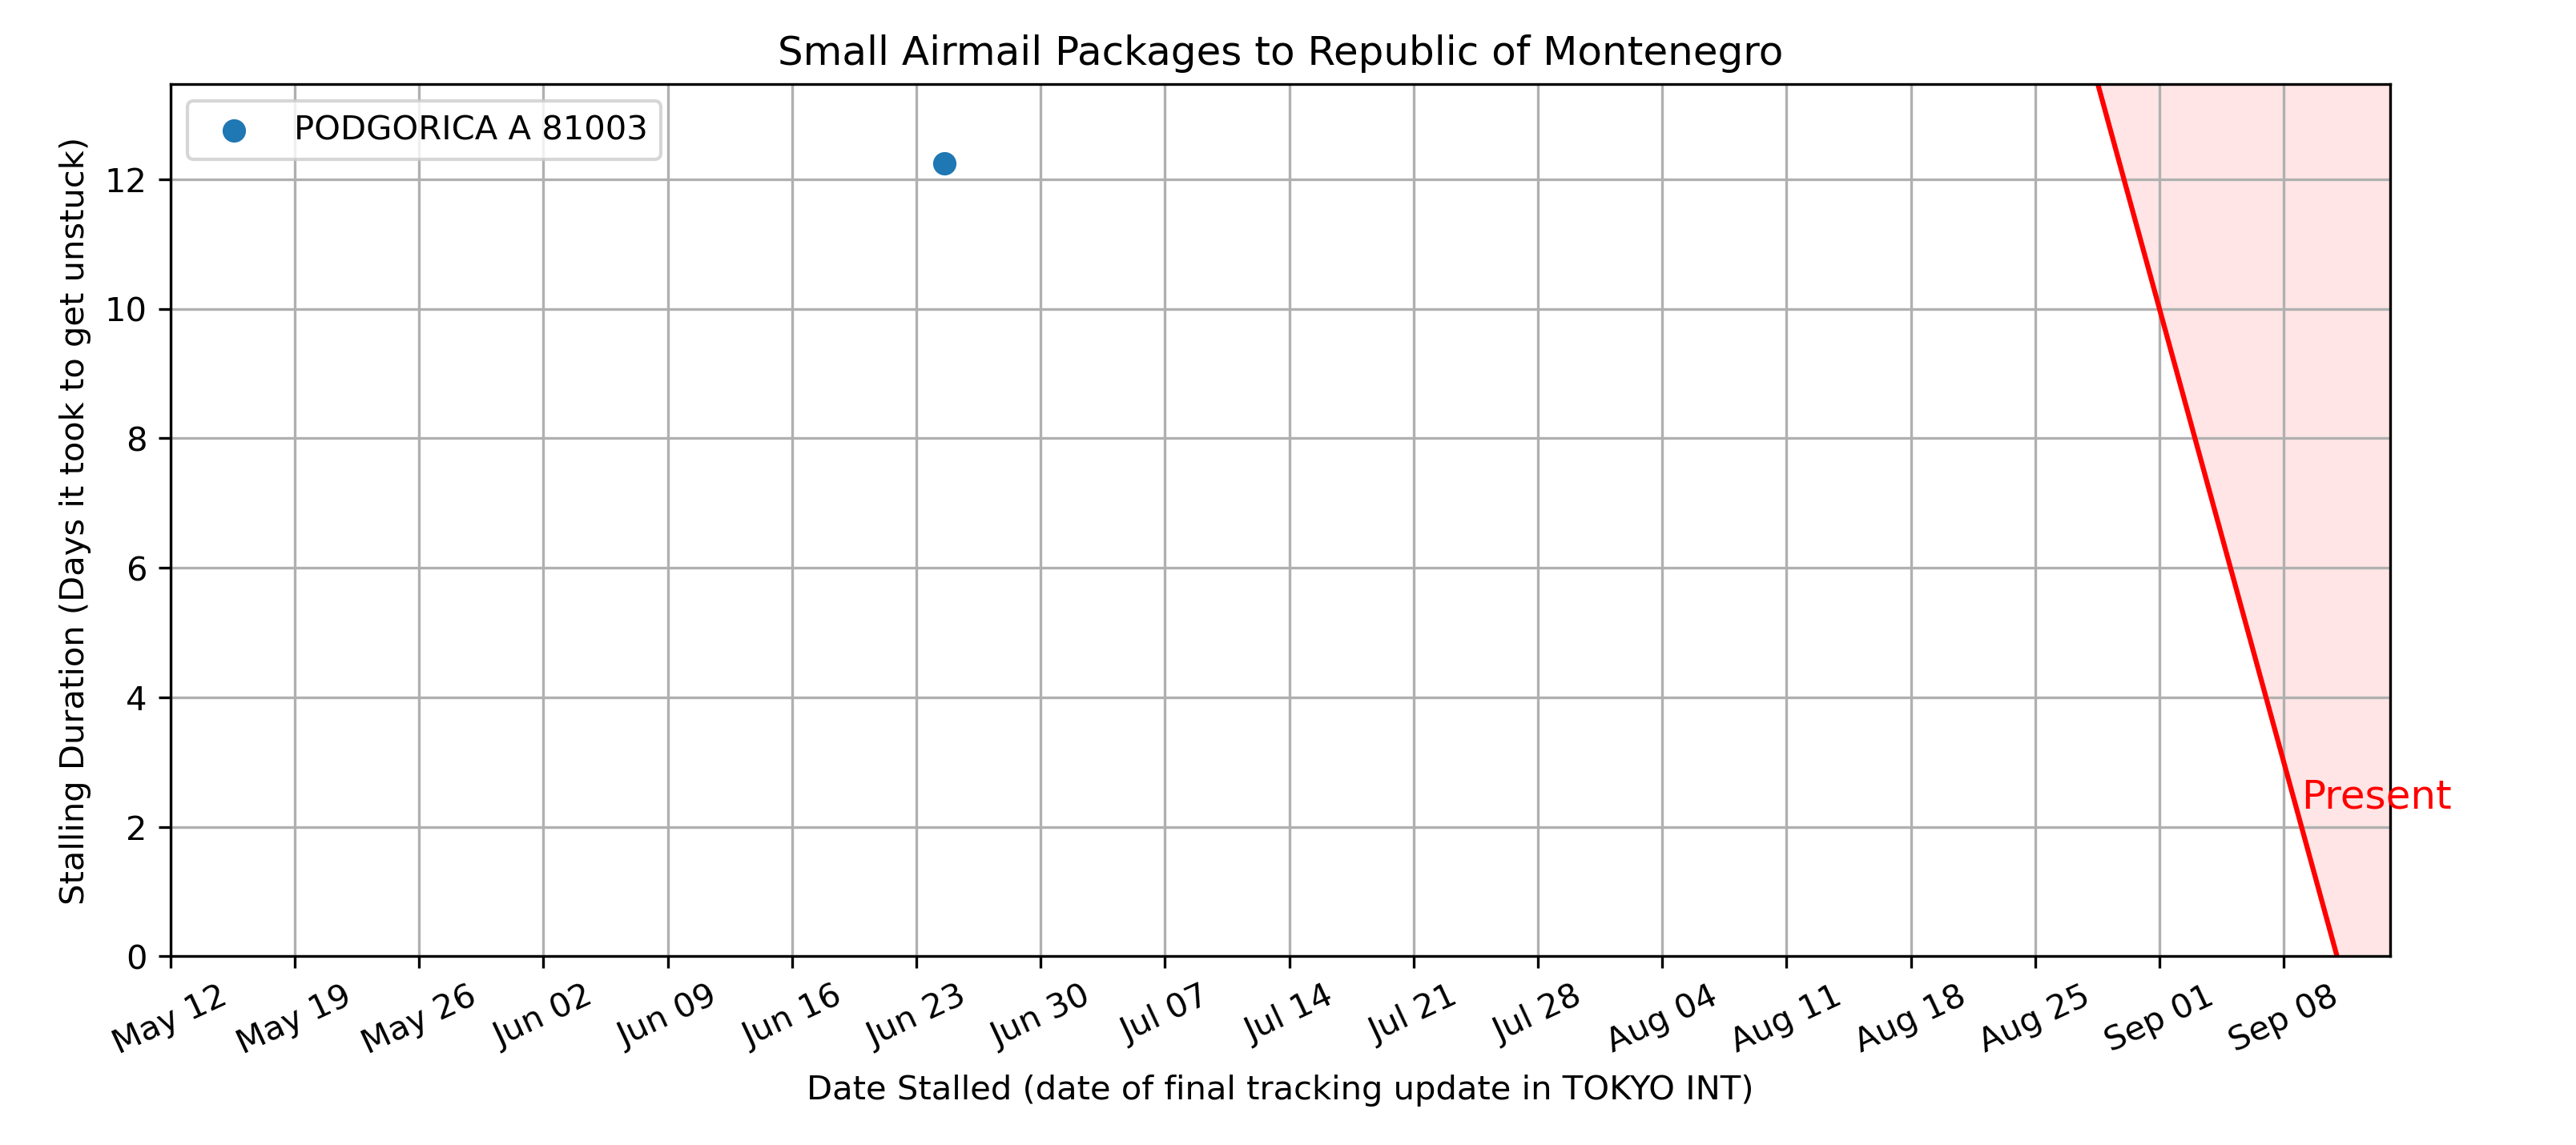 Small Airmail Packages to Republic of Montenegro
PODGORICA A 81003
Stalling Duration (Days it took to get unstuck)
12
10
8
6
4
2
0
Present
May 12
May 19
May 26
Jun 02
Jun 09
Jun 16
Jun 23
Jun 30
Jul 07
Jul 14
Jul 21
Jul 28
Aug 04
Aug 11
Aug 18
Aug 25
Sep 01
Sep 08
Date Stalled (date of final tracking update in TOKYO INT)